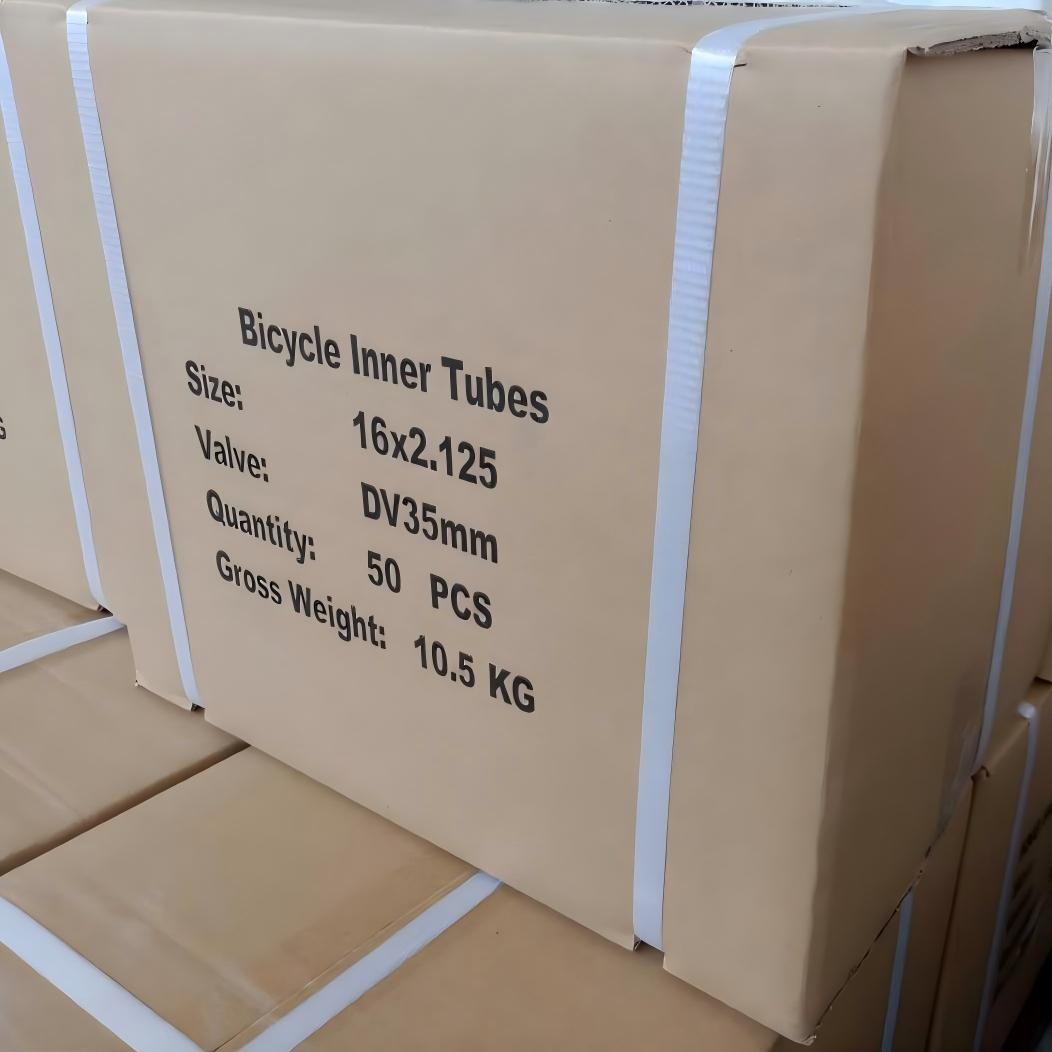 Bicycle Inner Tubes
Size: 16x2.125
Valve: DV35mm
Quantity: 50 PCS
Gross Weight: 10.5 KG